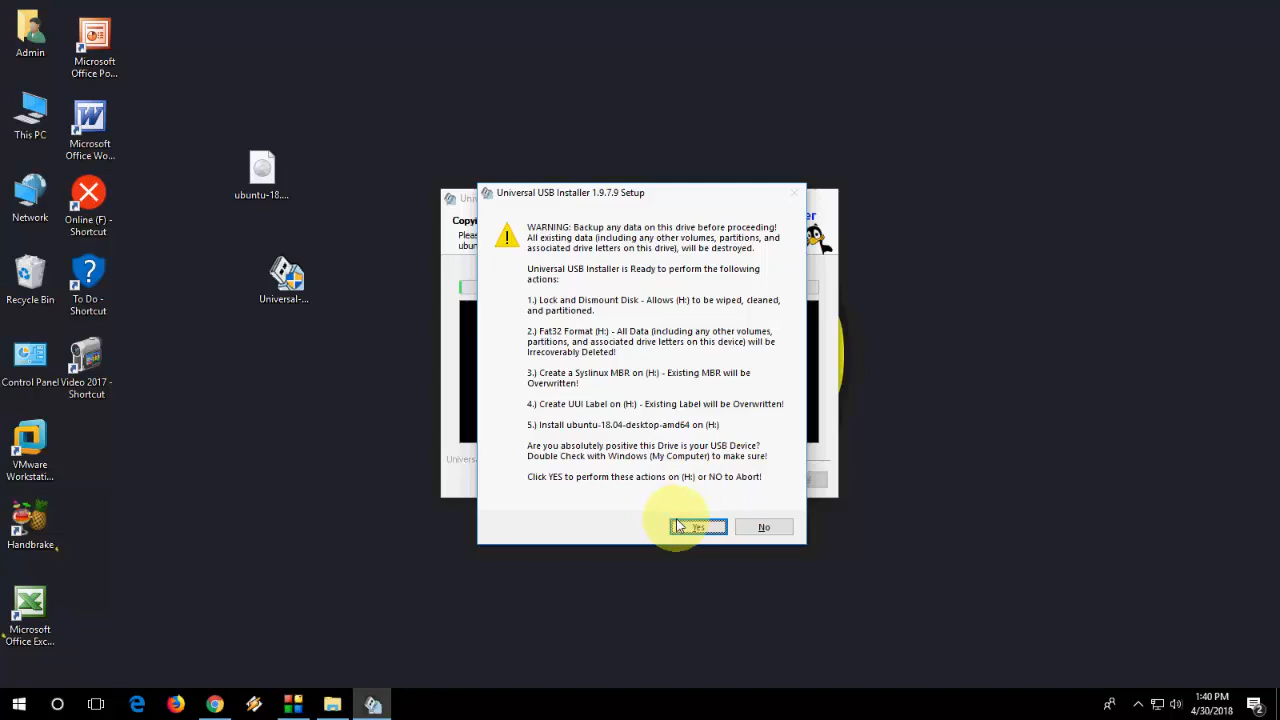 Admin
Microsoft
Office Po...
This PC
Microsoft
Office Wo...
Network
Online (F) -
Shortcut
Recycle Bin
To Do -
Shortcut
Control Panel
Video 2017 -
Shortcut
VMware
Workstati...
Handbrake
Microsoft
Office Exc...
ubuntu-18....
Universal-...
Uni
er
Copyi
Pleas
ubun
Univers
Universal USB Installer 1.9.7.9 Setup
WARNING: Backup any data on this drive before proceeding!
All existing data (including any other volumes, partitions, and
associated drive letters on this drive), will be destroyed.
Universal USB Installer is Ready to perform the following
actions:
1.) Lock and Dismount Disk - Allows (H:) to be wiped, cleaned,
and partitioned.
2.) Fat32 Format (H:) - All Data (including any other volumes,
partitions, and associated drive letters on this device) will be
Irrecoverably Deleted!
3.) Create a Syslinux MBR on (H:) - Existing MBR will be
Overwritten!
4.) Create UUI Label on (H:) - Existing Label will be Overwritten!
5.) Install ubuntu-18.04-desktop-amd64 on (H:)
Are you absolutely positive this Drive is your USB Device?
Double Check with Windows (My Computer) to make sure!
Click YES to perform these actions on (H:) or NO to Abort!
Yes
No
1:40 PM
4/30/2018
2